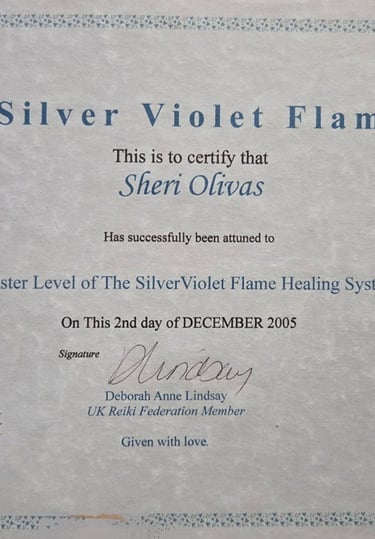 Silver Violet Flam
This is to certify that
Sheri Olivas
Has successfully been attuned to
ster Level of The SilverViolet Flame Healing Syst
On This 2nd day of DECEMBER 2005
Signature DLindsay
Deborah Anne Lindsay
UK Reiki Federation Member
Given with love.